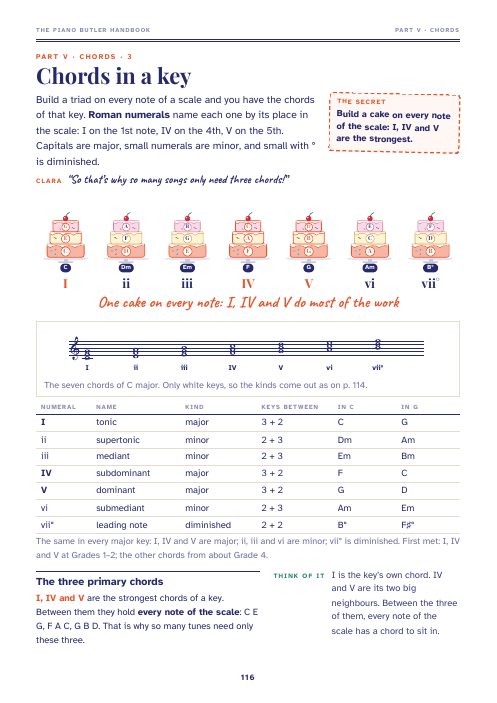 THE PIANO BUTLER HANDBOOK
PART V · CHORDS
PART V · CHORDS · 3
Chords in a key
Build a triad on every note of a scale and you have the chords
of that key. Roman numerals name each one by its place in
the scale: I on the 1st note, IV on the 4th, V on the 5th.
Capitals are major, small numerals are minor, and small with °
is diminished.
THE SECRET
Build a cake on every note
of the scale: I, IV and V
are the strongest.
CLARA “So that's why so many songs only need three chords!”
C Dm Em F G Am B°
I ii iii IV V vi vii°
One cake on every note: I, IV and V do most of the work
I ii iii IV V vi vii°
The seven chords of C major. Only white keys, so the kinds come out as on p. 114.
NUMERAL NAME KIND KEYS BETWEEN IN C IN G
I tonic major 3 + 2 C G
ii supertonic minor 2 + 3 Dm Am
iii mediant minor 2 + 3 Em Bm
IV subdominant major 3 + 2 F C
V dominant major 3 + 2 G D
vi submediant minor 2 + 3 Am Em
vii° leading note diminished 2 + 2 B° F♯°
The same in every major key: I, IV and V are major; ii, iii and vi are minor; vii° is diminished. First met: I, IV
and V at Grades 1–2; the other chords from about Grade 4.
The three primary chords
I, IV and V are the strongest chords of a key.
Between them they hold every note of the scale: C E
G, F A C, G B D. That is why so many tunes need only
these three.
THINK OF IT
I is the key's own chord. IV
and V are its two big
neighbours. Between the three
of them, every note of the
scale has a chord to sit in.
116